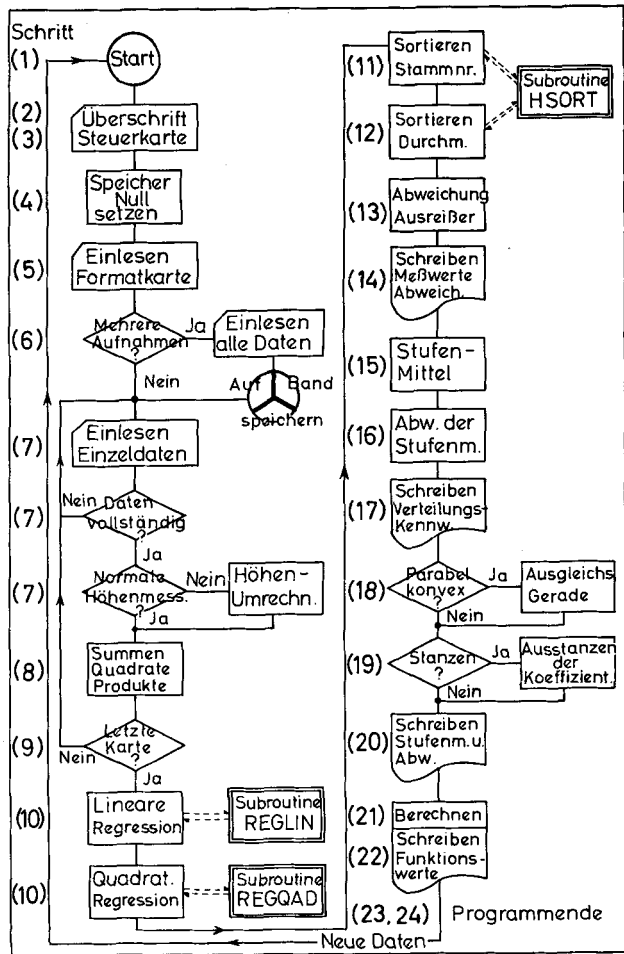 Schritt
(1)
Start
(2)
(3)
Überschrift
Steuerkarte
(4)
Speicher
Null
setzen
(5)
Einlesen
Formatkarte
(6)
Mehrere
Aufnahmen
?
Ja
Einlesen
alle Daten
Nein
Auf Band
speichern
(7)
Einlesen
Einzeldaten
(7)
Nein
Daten
vollständig
?
Ja
(7)
Normale
Höhenmess.
?
Nein
Höhen-
Umrechn.
Ja
(8)
Summen
Quadrate
Produkte
(9)
Letzte
Karte
?
Nein
Ja
(10)
Lineare
Regression
Subroutine
REGLIN
(10)
Quadrat.
Regression
Subroutine
REGQAD
(11)
Sortieren
Stammnr.
Subroutine
HSORT
(12)
Sortieren
Durchm.
(13)
Abweichung
Ausreißer
(14)
Schreiben
Meßwerte
Abweich.
(15)
Stufen-
Mittel
(16)
Abw. der
Stufenm.
(17)
Schreiben
Verteilungs-
Kennw.
(18)
Parabel
konvex
?
Ja
Ausgleichs
Gerade
Nein
(19)
Stanzen
?
Ja
Ausstanzen
der
Koeffizient.
Nein
(20)
Schreiben
Stufenm.u.
Abw.
(21)
Berechnen
(22)
Schreiben
Funktions-
werte
(23, 24) Programmende
Neue Daten